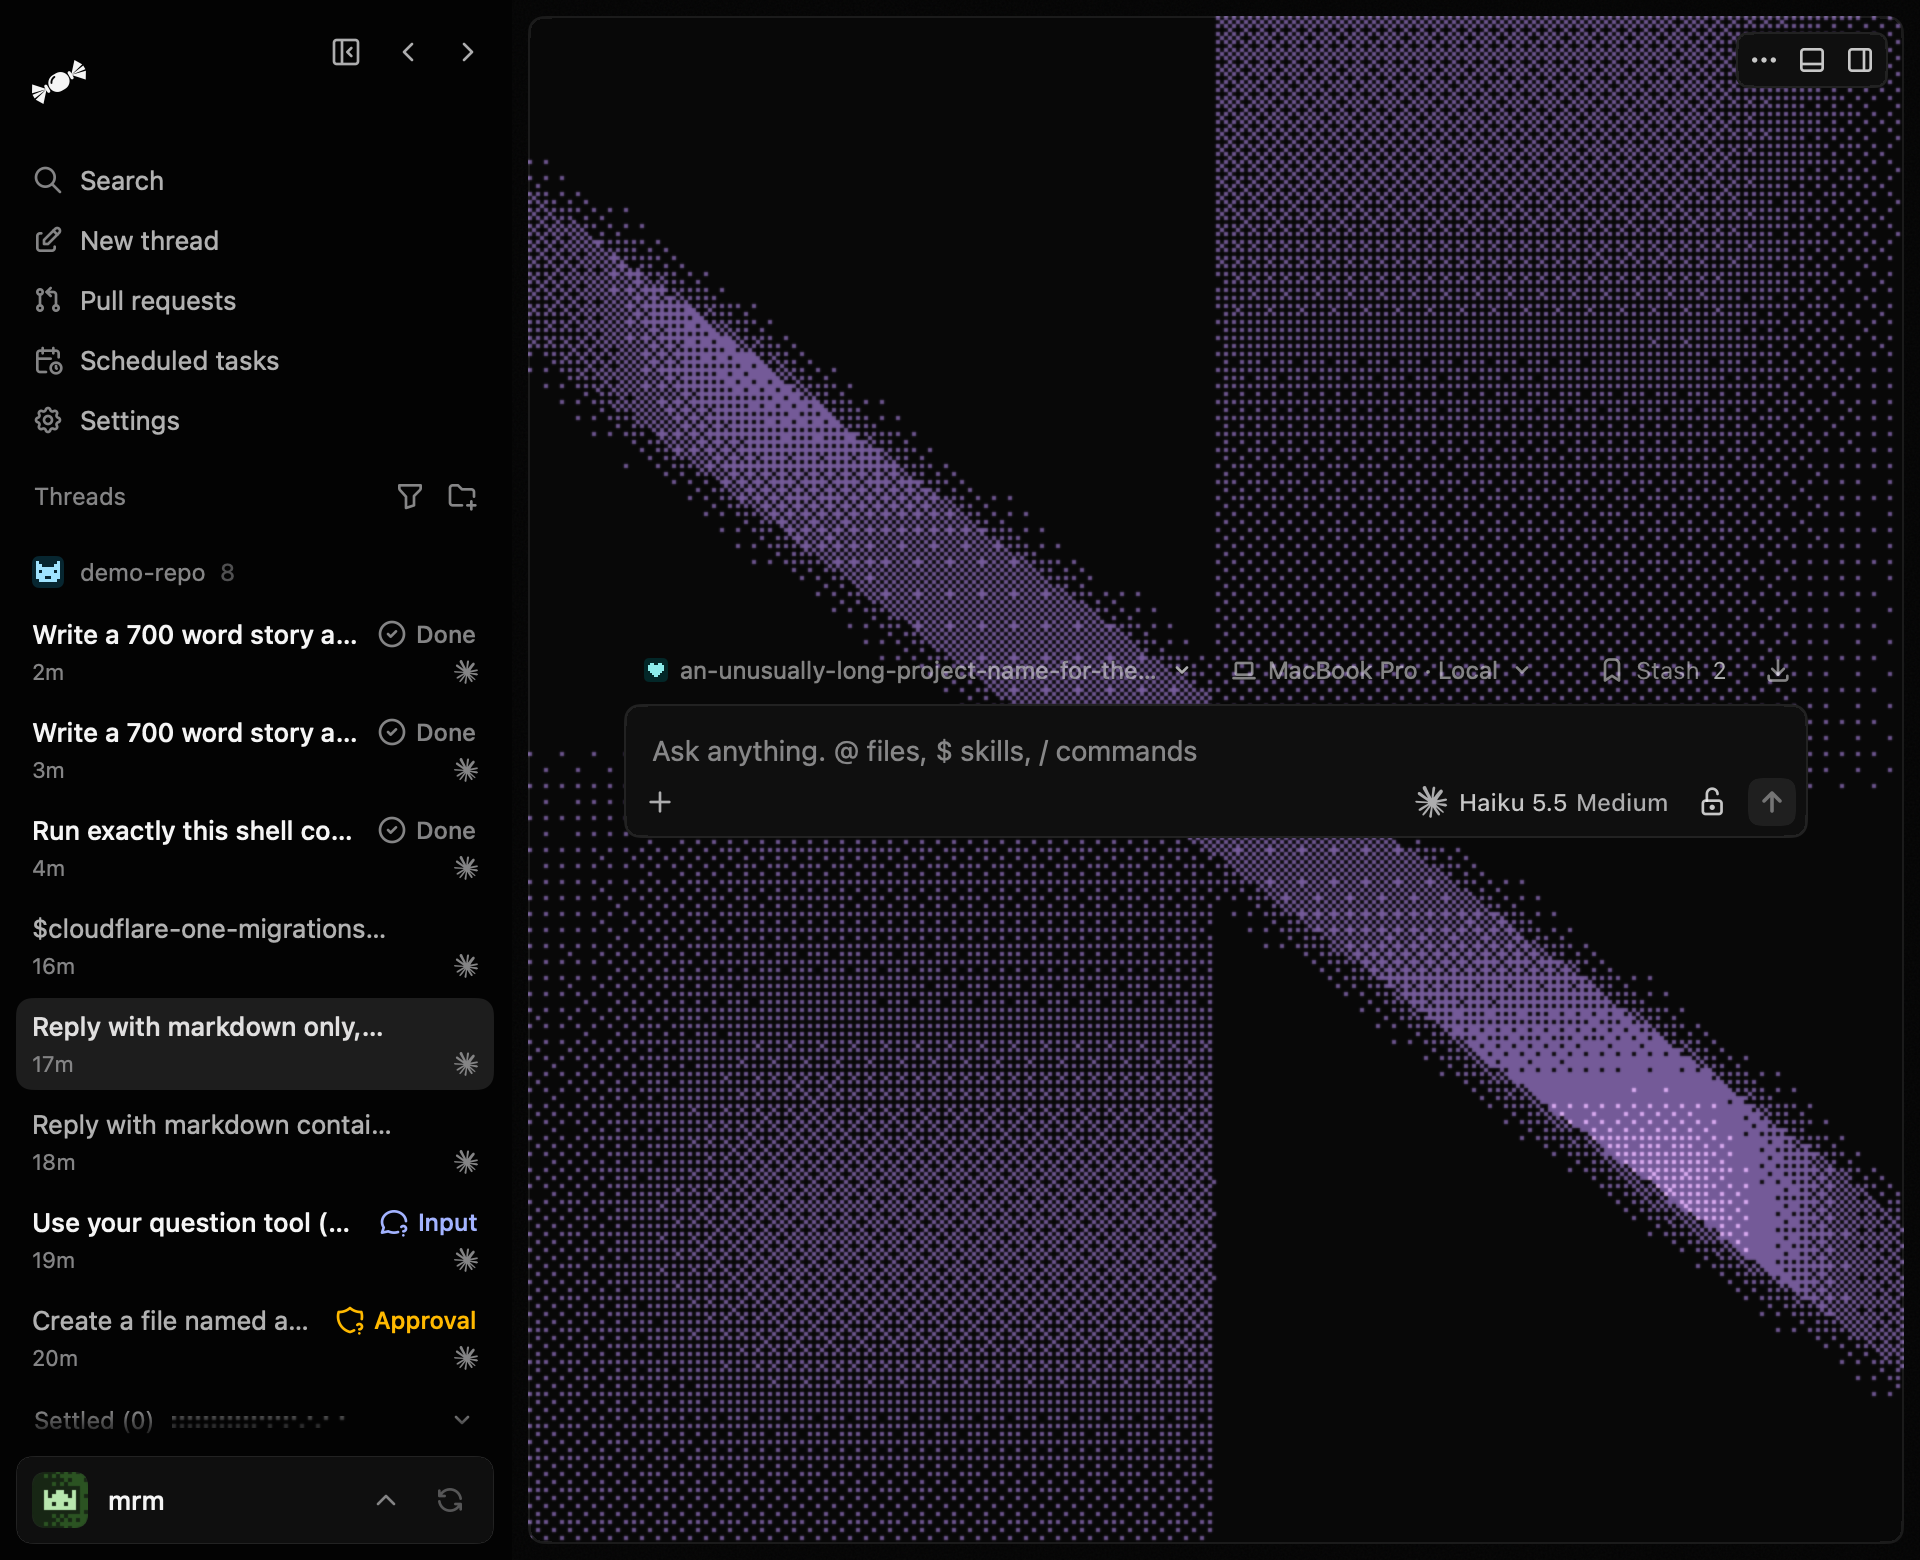 Search
New thread
Pull requests
Scheduled tasks
Settings
Threads
demo-repo 8
Write a 700 word story a... Done
2m
Write a 700 word story a... Done
3m
Run exactly this shell co... Done
4m
$cloudflare-one-migrations...
16m
Reply with markdown only,...
17m
Reply with markdown contai...
18m
Use your question tool (... Input
19m
Create a file named a... Approval
20m
Settled (0)
mrm
an-unusually-long-project-name-for-the... MacBook Pro · Local Stash 2
Ask anything. @ files, $ skills, / commands
Haiku 5.5 Medium